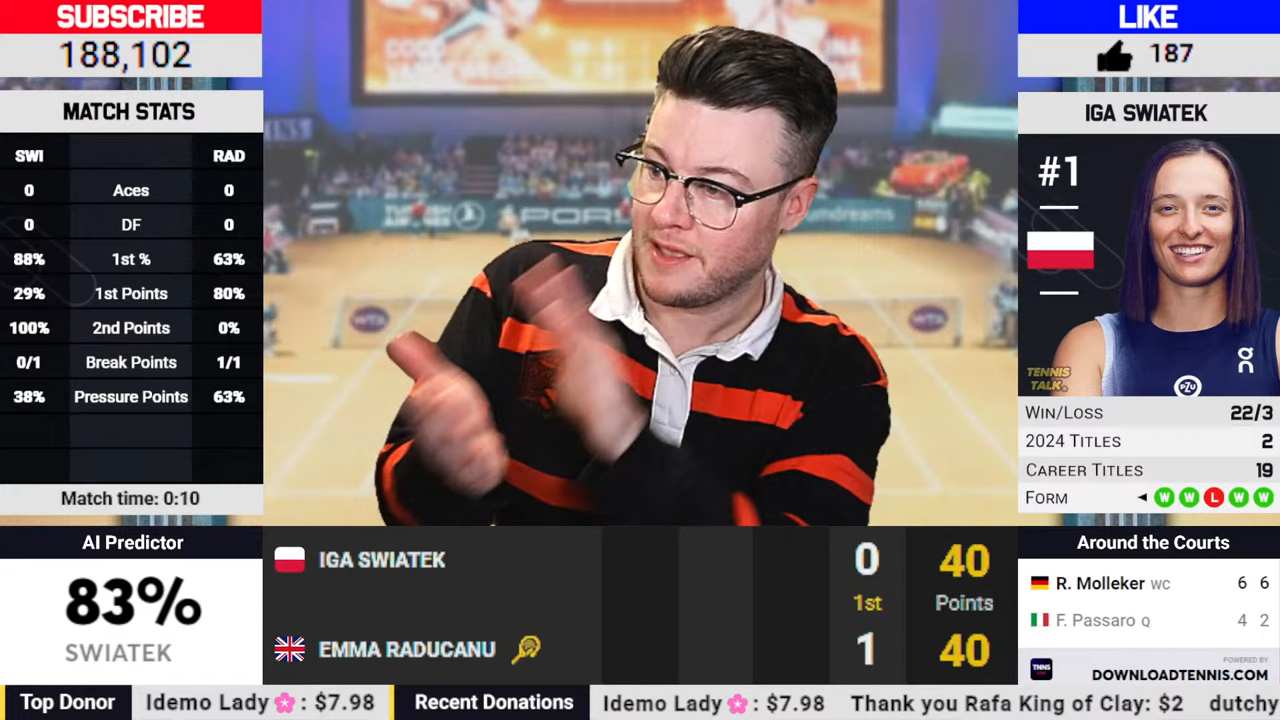 SUBSCRIBE
188,102
MATCH STATS
SWI RAD
0 Aces 0
0 DF 0
88% 1st % 63%
29% 1st Points 80%
100% 2nd Points 0%
0/1 Break Points 1/1
38% Pressure Points 63%
Match time: 0:10
AI Predictor
83%
SWIATEK
PORS
LIKE
187
IGA SWIATEK
#1
TENNIS
TALK
PZU
WIN/LOSS 22/3
2024 TITLES 2
CAREER TITLES 19
FORM W W L W W
IGA SWIATEK 0 40
1st Points
EMMA RADUCANU 1 40
Around the Courts
R. Molleker WC 6 6
F. Passaro Q 4 2
POWERED BY
TNNS
DOWNLOADTENNIS.COM
Top Donor Idemo Lady🌸: $7.98 Recent Donations Idemo Lady🌸: $7.98 Thank you Rafa King of Clay: $2 dutchy